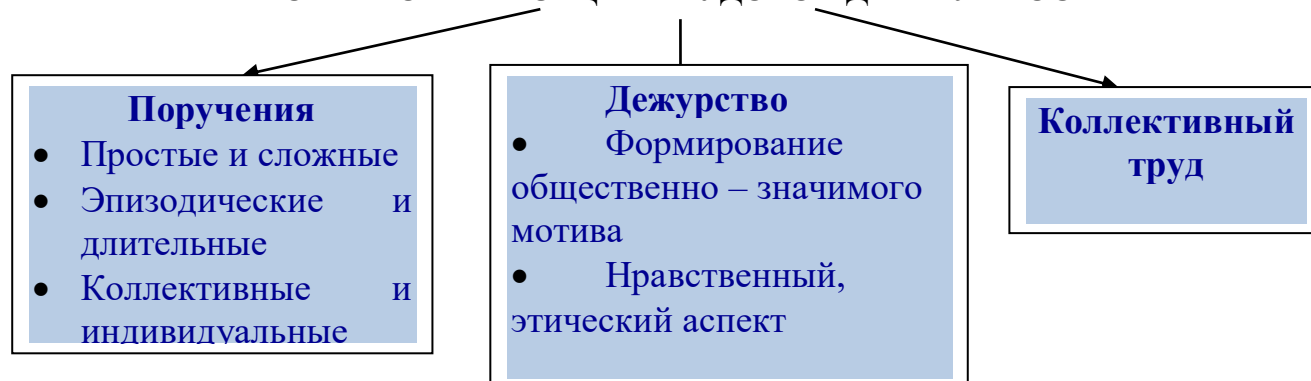 Поручения
• Простые и сложные
• Эпизодические и
длительные
• Коллективные и
индивидуальные
Дежурство
• Формирование
общественно – значимого
мотива
• Нравственный,
этический аспект
Коллективный
труд